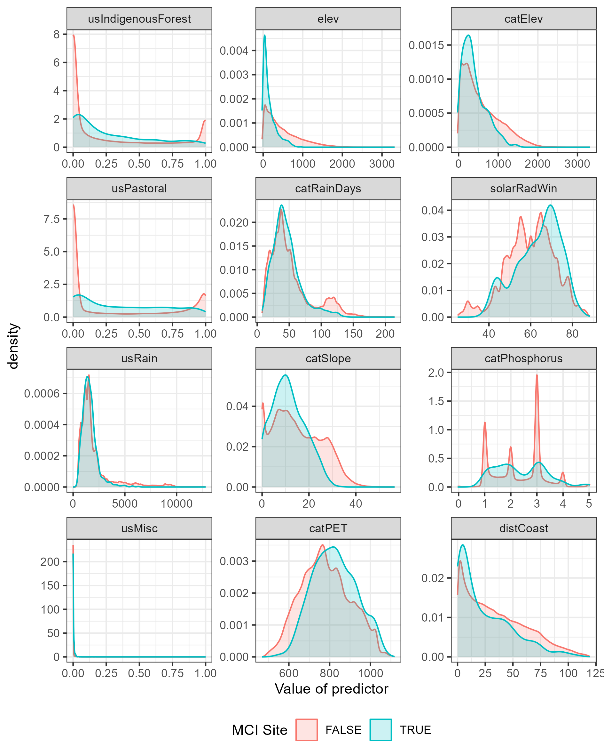 usIndigenousForest elev catElev
8
6
4
2
0
0.00 0.25 0.50 0.75 1.00
0.004
0.003
0.002
0.001
0.000
0 1000 2000 3000
0.0015
0.0010
0.0005
0.0000
0 1000 2000 3000
usPastoral catRainDays solarRadWin
7.5
5.0
2.5
0.0
0.00 0.25 0.50 0.75 1.00
0.020
0.015
0.010
0.005
0.000
0 50 100 150 200
0.04
0.03
0.02
0.01
0.00
40 60 80
usRain catSlope catPhosphorus
0.0006
0.0004
0.0002
0.0000
0 5000 10000
0.04
0.02
0.00
0 20 40
2.0
1.5
1.0
0.5
0.0
0 1 2 3 4 5
usMisc catPET distCoast
200
150
100
50
0
0.00 0.25 0.50 0.75 1.00
0.003
0.002
0.001
0.000
600 800 1000
0.02
0.01
0.00
0 25 50 75 100 125
density
Value of predictor
MCI Site FALSE TRUE